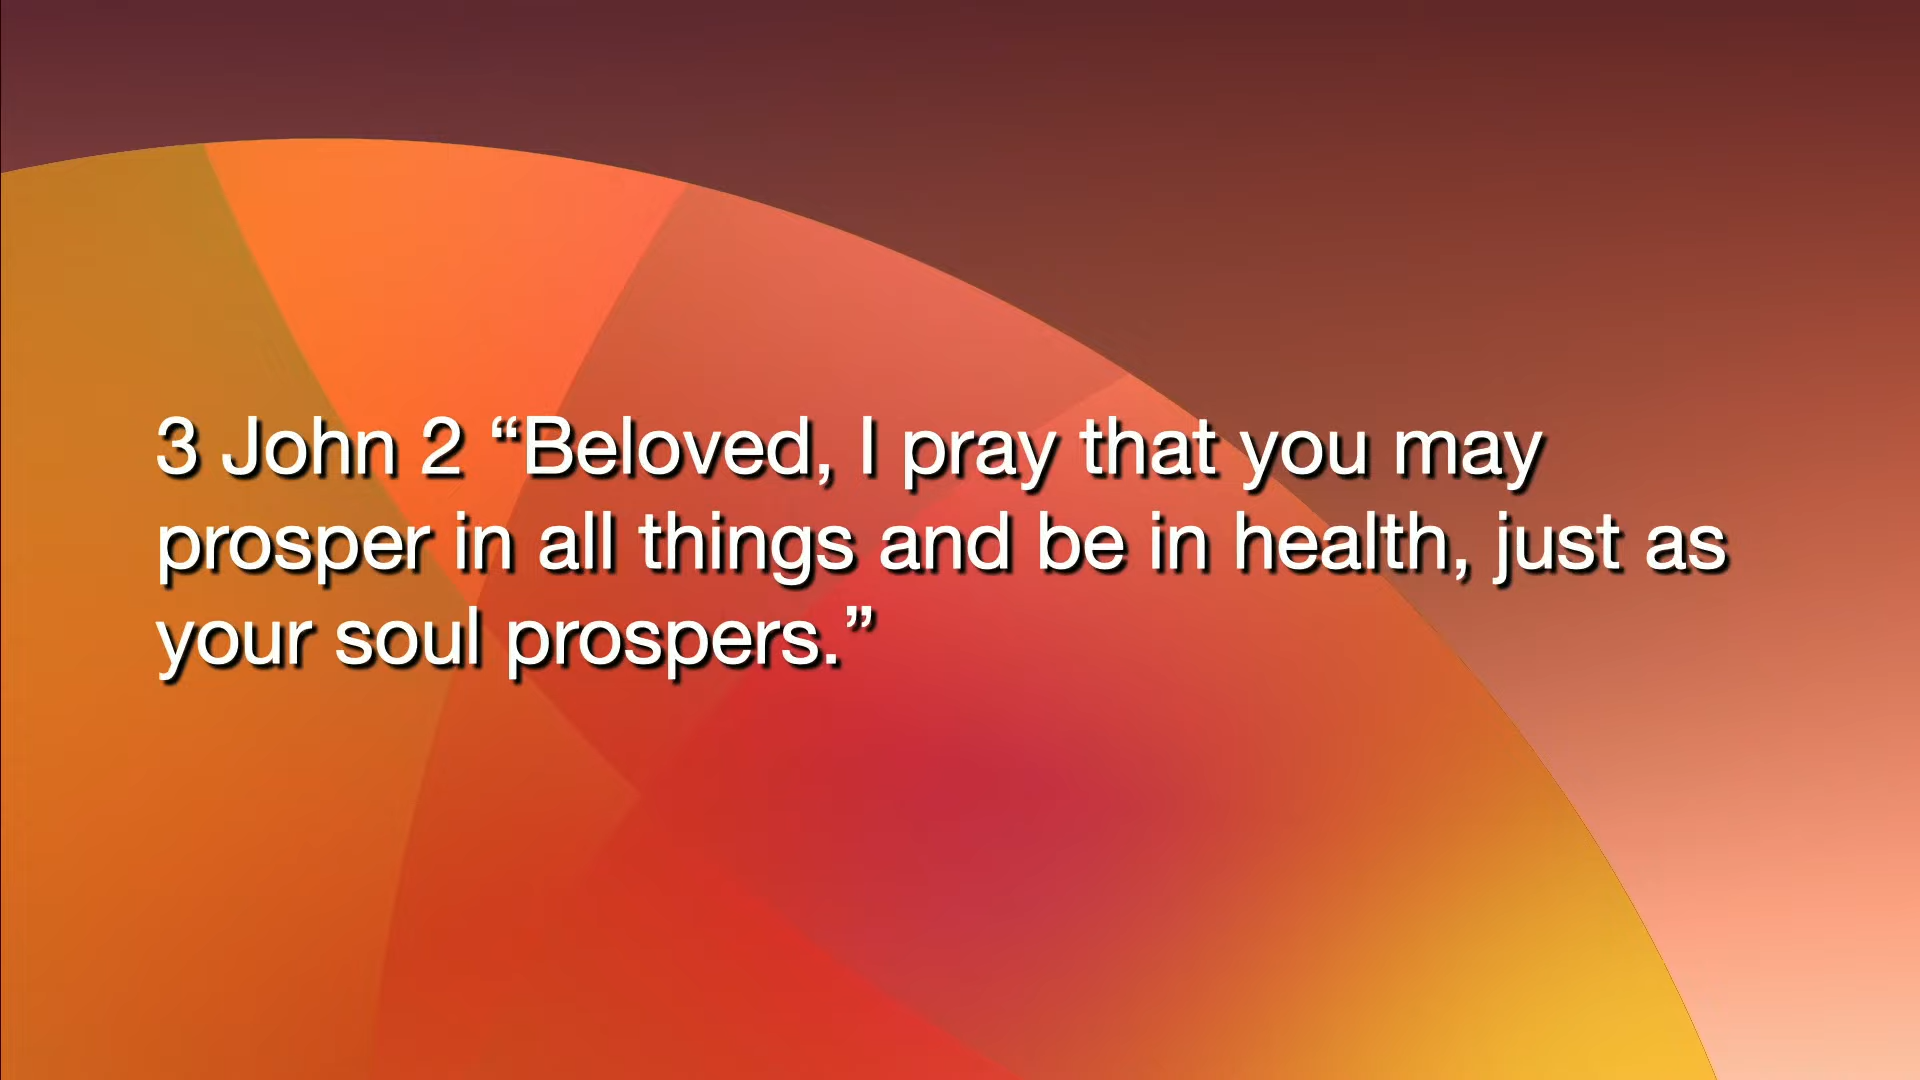 3 John 2 “Beloved, I pray that you may
prosper in all things and be in health, just as
your soul prospers.”